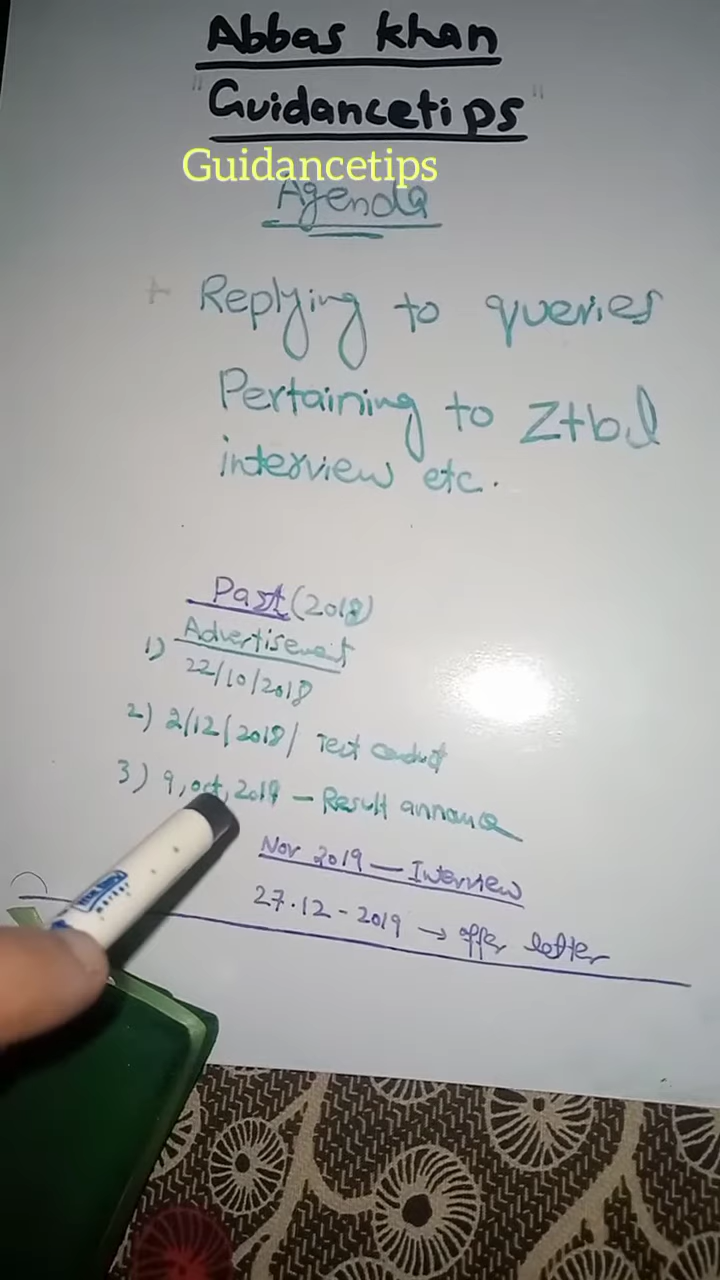 Abbas khan
"Guidancetips"
Guidancetips
Agenda
+ Replying to queries
Pertaining to Ztbl
interview etc.
Past (2018)
1) Advertisement
22/10/2018
2) 2/12/2018/ Test conduct
3) 9, oct, 2019 – Result annouce
Nov 2019 — Interview
27.12-2019 → offer letter